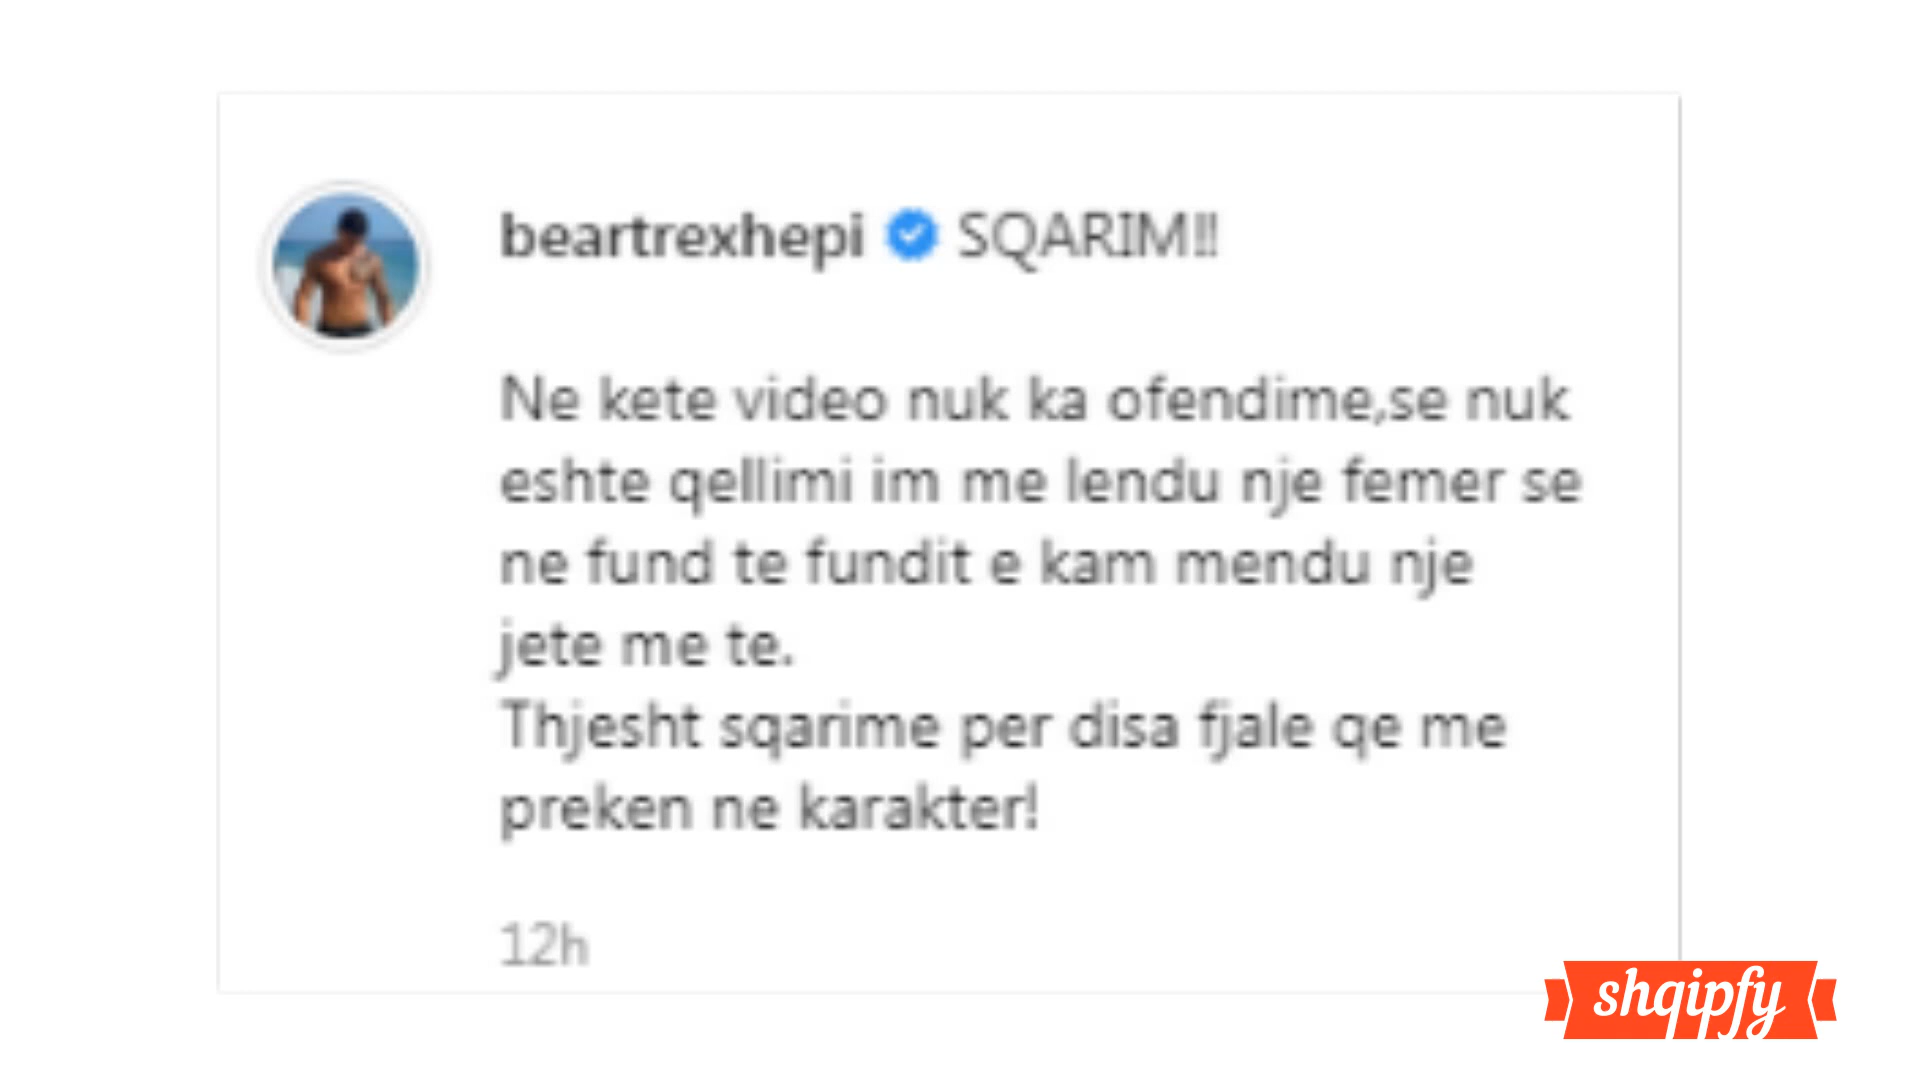 beartrexhepi SQARIM!!
Ne kete video nuk ka ofendime,se nuk
eshte qellimi im me lendu nje femer se
ne fund te fundit e kam mendu nje
jete me te.
Thjesht sqarime per disa fjale qe me
preken ne karakter!
12h
shqipfy